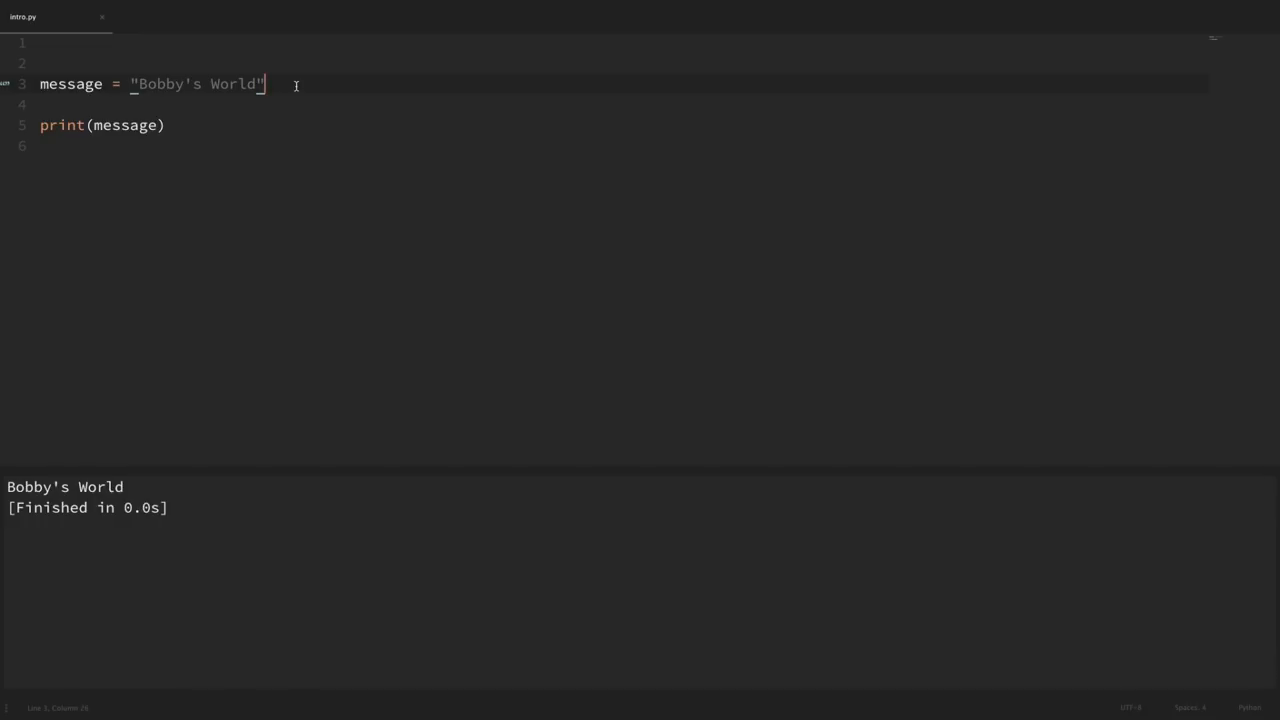 intro.py ×
1
2
3 message = "Bobby's World"
4
5 print(message)
6
Bobby's World
[Finished in 0.0s]
Line 3, Column 26 UTF-8 Spaces: 4 Python